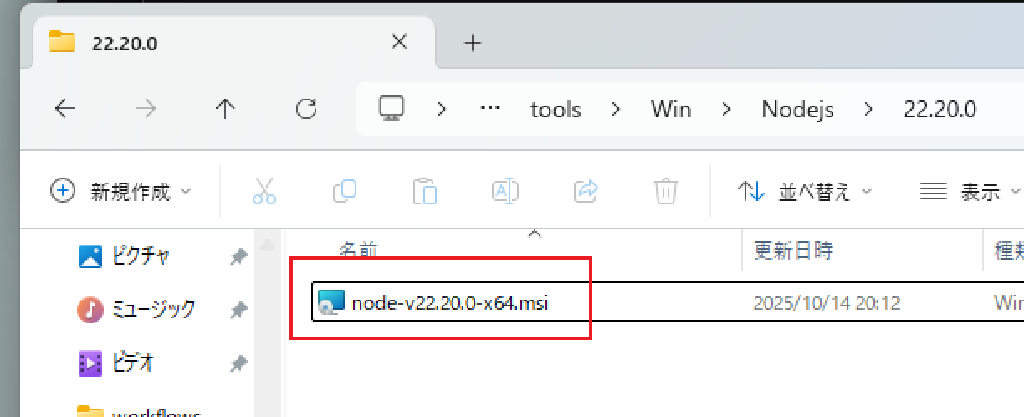 22.20.0
tools > Win > Nodejs > 22.20.0
新規作成 並べ替え 表示
名前 更新日時
ピクチャ
node-v22.20.0-x64.msi 2025/10/14 20:12 Win
ミュージック
ビデオ
workflows